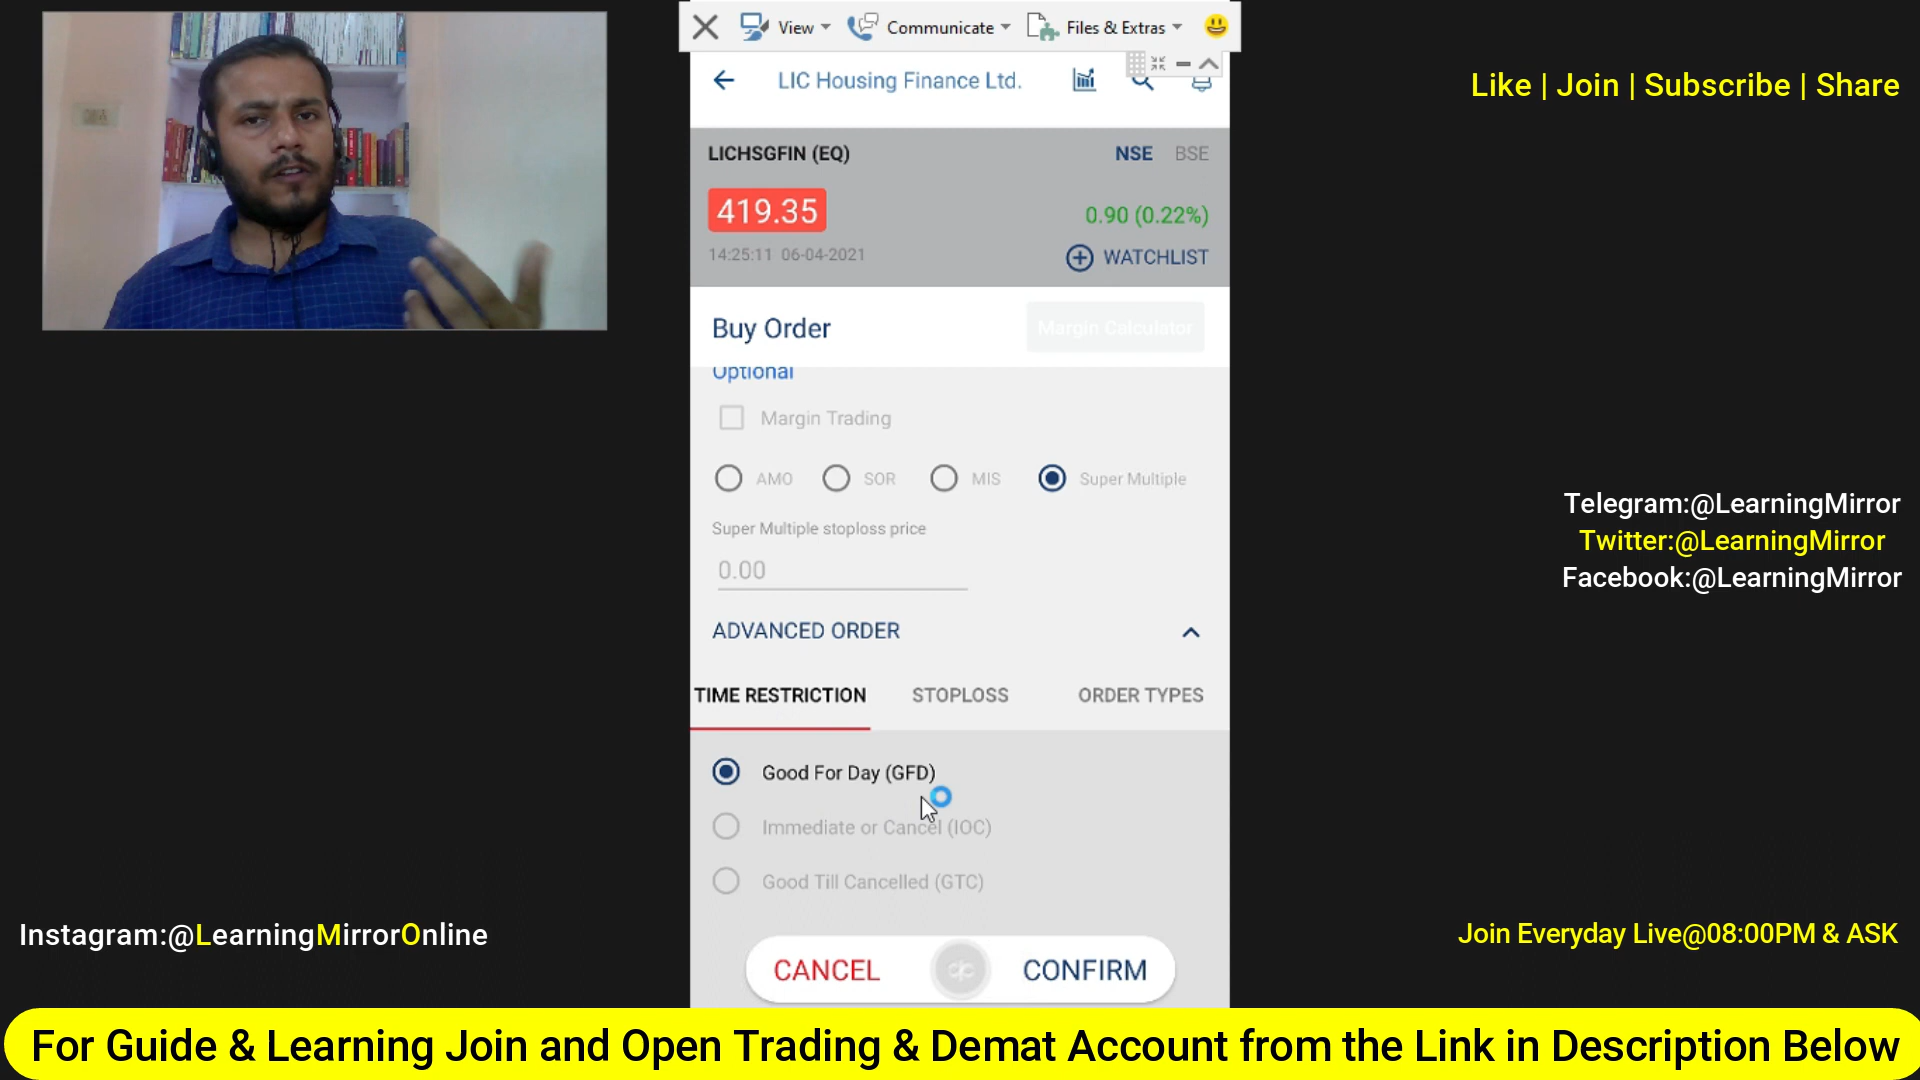 View
Communicate
Files & Extras
LIC Housing Finance Ltd.
Like | Join | Subscribe | Share
LICHSGFIN (EQ)
NSE BSE
419.35
0.90 (0.22%)
14:25:11 06-04-2021
WATCHLIST
Buy Order
Margin Calculator
Optional
Margin Trading
AMO SOR MIS Super Multiple
Super Multiple stoploss price
0.00
ADVANCED ORDER
TIME RESTRICTION STOPLOSS ORDER TYPES
Good For Day (GFD)
Immediate or Cancel (IOC)
Good Till Cancelled (GTC)
CANCEL CONFIRM
Telegram:@LearningMirror
Twitter:@LearningMirror
Facebook:@LearningMirror
Instagram:@LearningMirrorOnline
Join Everyday Live@08:00PM & ASK
For Guide & Learning Join and Open Trading & Demat Account from the Link in Description Below